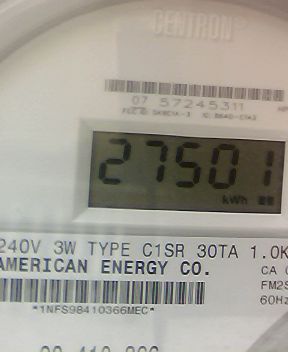 CENTRON®
07 57245311
27501
kWh
240V 3W TYPE C1SR 30TA 1.0K
AMERICAN ENERGY CO.
CA
FM2S
60Hz
*1NFS98410366MEC*